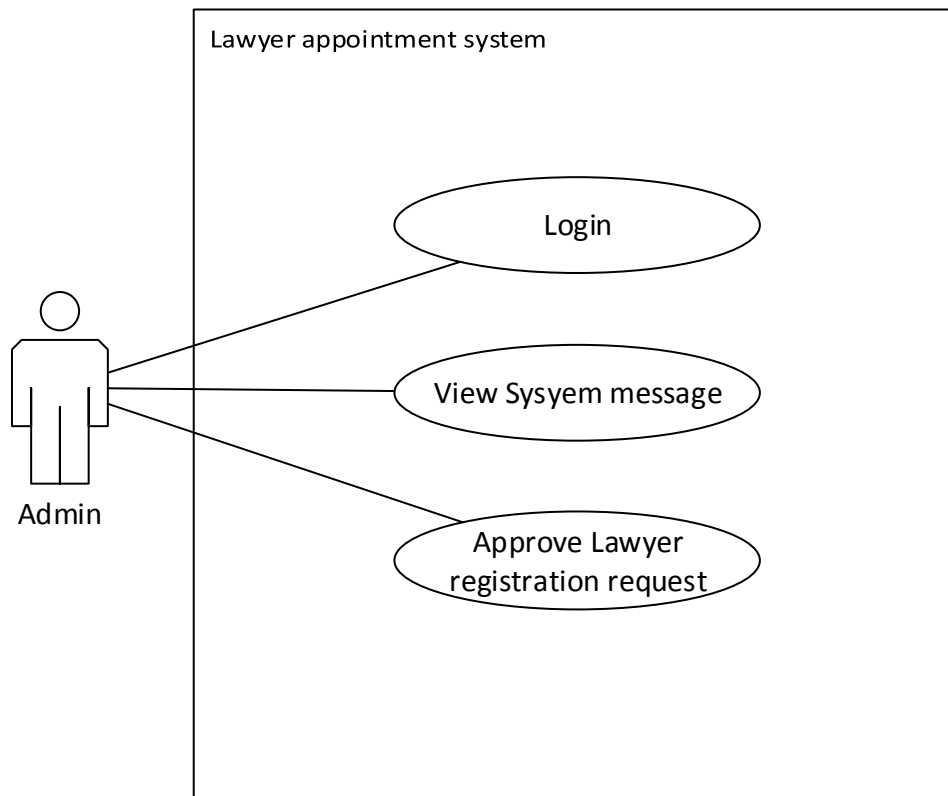 Lawyer appointment system
Login
View Sysyem message
Admin
Approve Lawyer
registration request